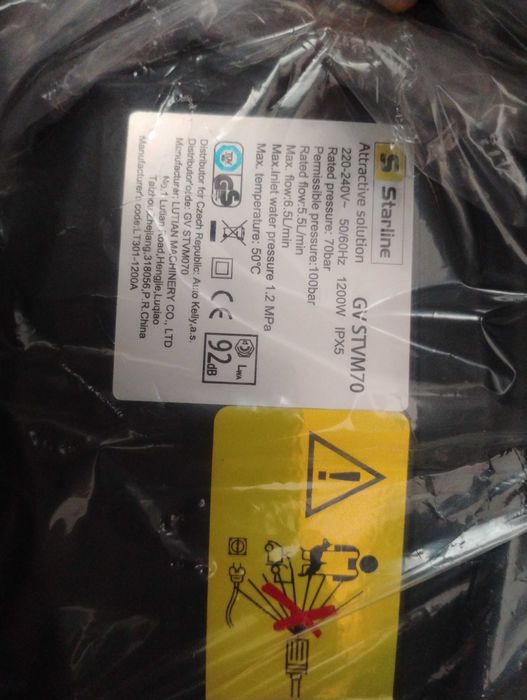 Starline
Attractive solution GV STVM70
220-240V~ 50/60Hz 1200W IPX5
Rated pressure: 70bar
Permissible pressure:100bar
Rated flow:5.5L/min
Max. flow:6.5L/min
Max.Inlet water pressure 1.2 MPa
Max. temperature: 50°C
GS
CE
LWA
92dB
Distributor for Czech Republic: Auto Kelly,a.s.
Distributor code: GV STVM070
Manufacturer: LUTIAN MACHINERY CO., LTD
No.1 Lutian Road,Hengjie,Luqiao
Taizhou,Zhejiang,318056,P.R.China
Manufacturer code:LT301-1200A